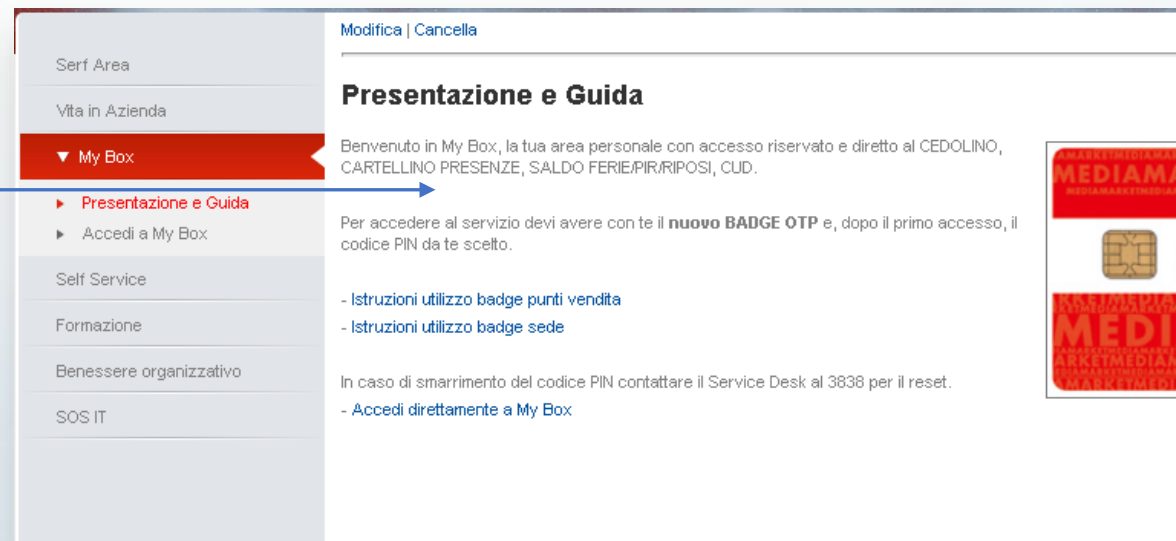 Modifica | Cancella
Serf Area
Vita in Azienda
My Box
Presentazione e Guida
Accedi a My Box
Self Service
Formazione
Benessere organizzativo
SOS IT
Presentazione e Guida
Benvenuto in My Box, la tua area personale con accesso riservato e diretto al CEDOLINO,
CARTELLINO PRESENZE, SALDO FERIE/PIR/RIPOSI, CUD.
Per accedere al servizio devi avere con te il nuovo BADGE OTP e, dopo il primo accesso, il
codice PIN da te scelto.
- Istruzioni utilizzo badge punti vendita
- Istruzioni utilizzo badge sede
In caso di smarrimento del codice PIN contattare il Service Desk al 3838 per il reset.
- Accedi direttamente a My Box